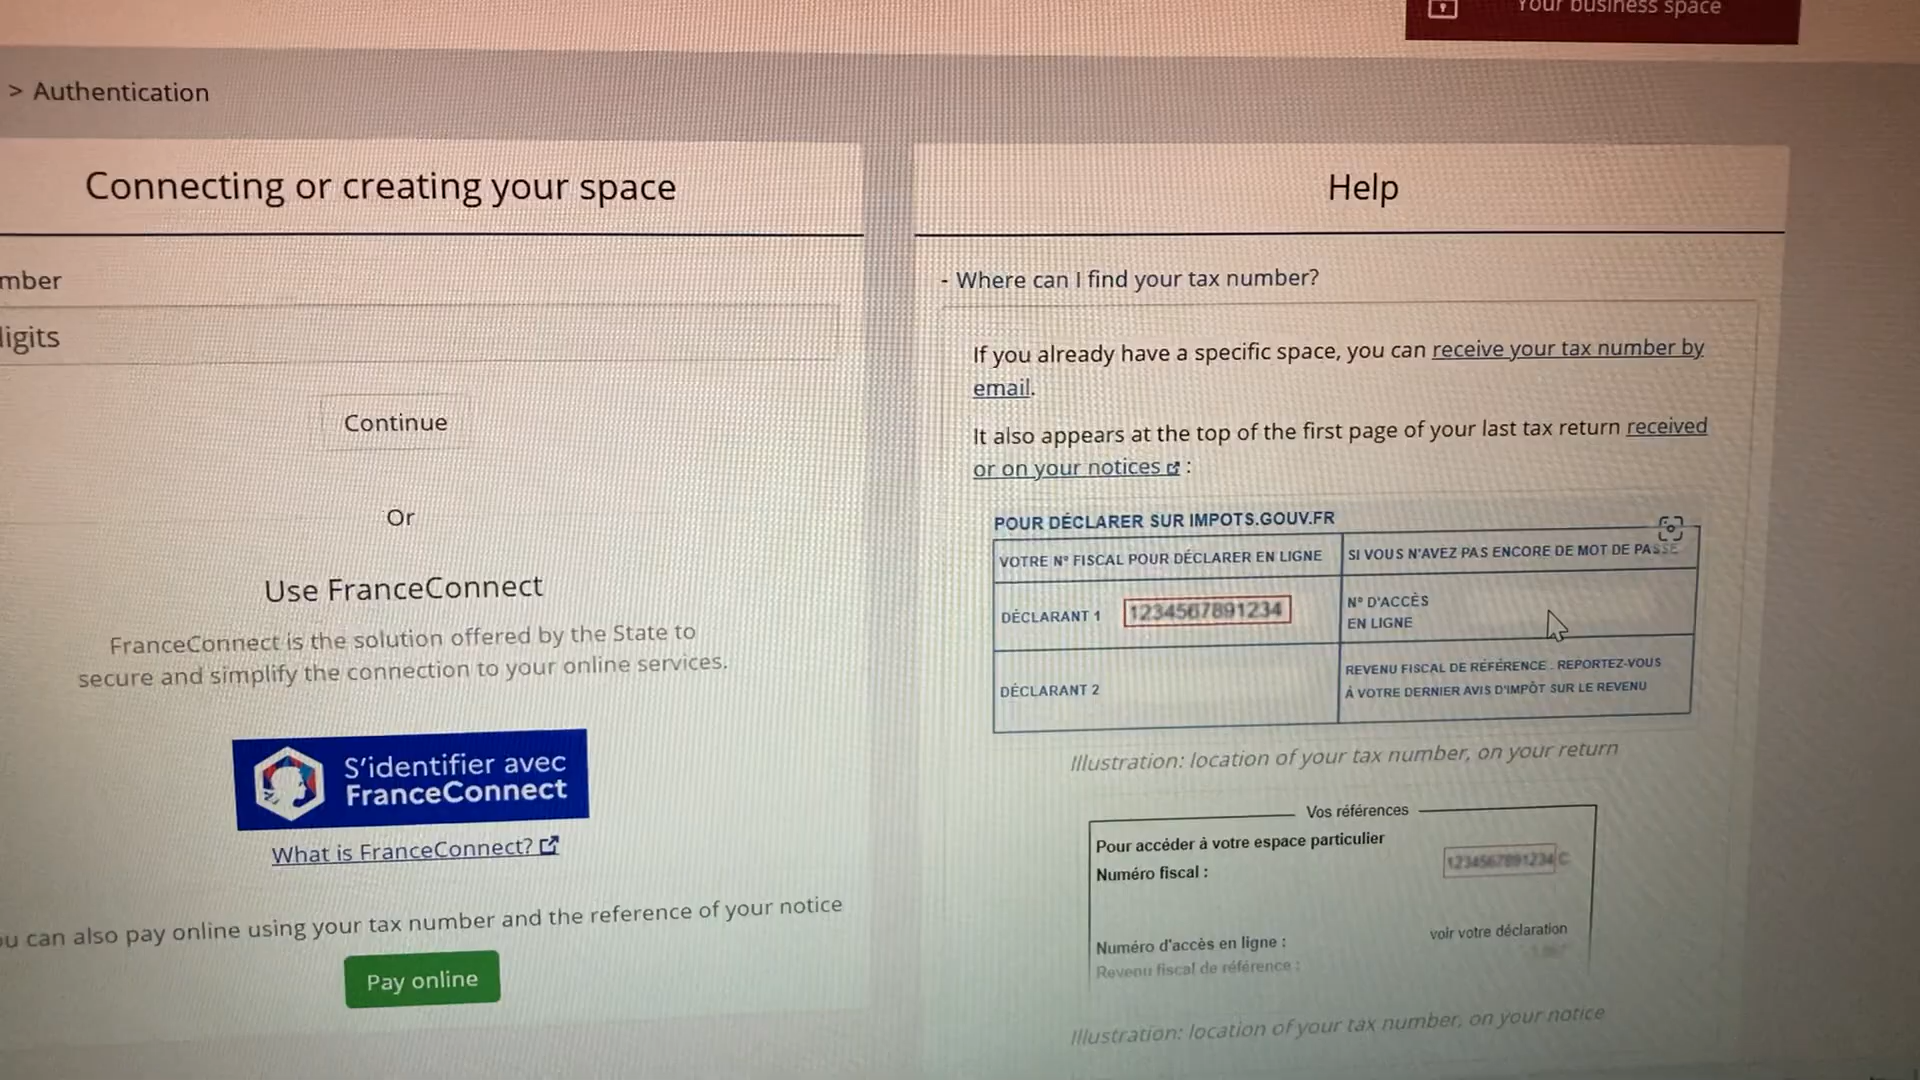 Your business space
> Authentication
Connecting or creating your space
mber
digits
Continue
Or
Use FranceConnect
FranceConnect is the solution offered by the State to
secure and simplify the connection to your online services.
S'identifier avec
FranceConnect
What is FranceConnect?
ou can also pay online using your tax number and the reference of your notice
Pay online
Help
- Where can I find your tax number?
If you already have a specific space, you can receive your tax number by
email.
It also appears at the top of the first page of your last tax return received
or on your notices :
POUR DÉCLARER SUR IMPOTS.GOUV.FR
VOTRE N° FISCAL POUR DÉCLARER EN LIGNE
SI VOUS N'AVEZ PAS ENCORE DE MOT DE PASSE
DÉCLARANT 1
1234567891234
N° D'ACCÈS
EN LIGNE
DÉCLARANT 2
REVENU FISCAL DE RÉFÉRENCE : REPORTEZ-VOUS
À VOTRE DERNIER AVIS D'IMPÔT SUR LE REVENU
Illustration: location of your tax number, on your return
Vos références
Pour accéder à votre espace particulier
Numéro fiscal :
1234567891234 C
Numéro d'accès en ligne :
voir votre déclaration
Revenu fiscal de référence :
Illustration: location of your tax number, on your notice